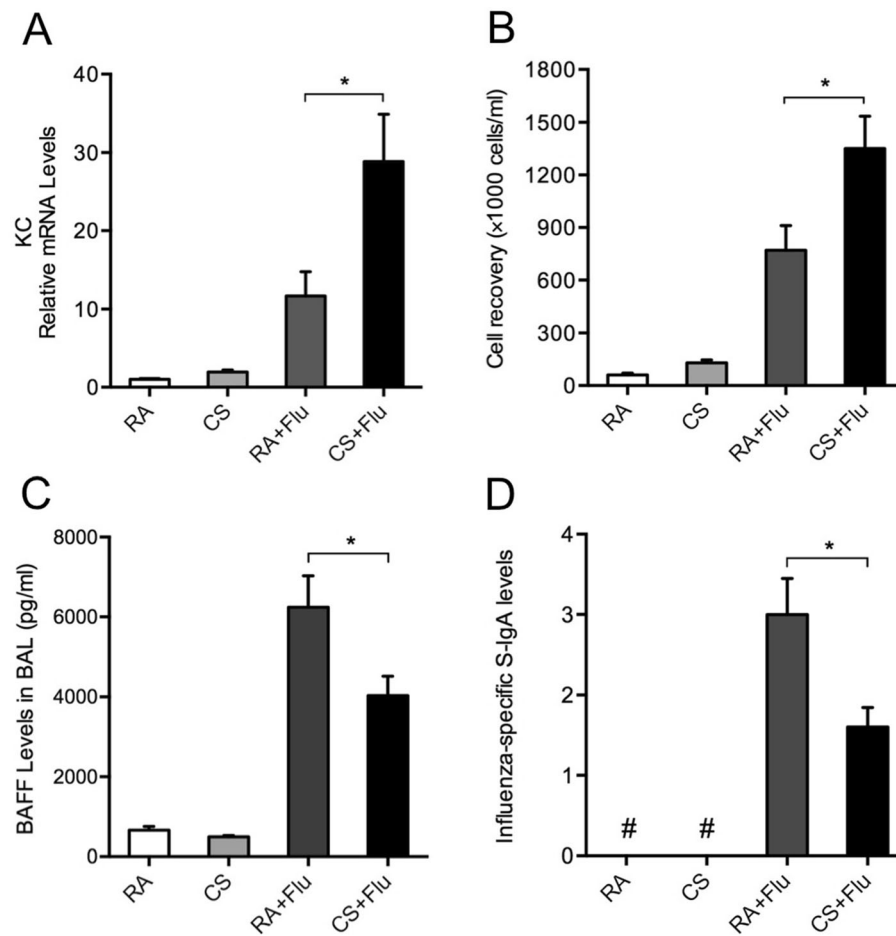 A
KC
Relative mRNA Levels
40
30
20
10
0
*
RA
CS
RA+Flu
CS+Flu
B
Cell recovery (×1000 cells/ml)
1800
1500
1200
900
600
300
0
*
RA
CS
RA+Flu
CS+Flu
C
BAFF Levels in BAL (pg/ml)
8000
6000
4000
2000
0
*
RA
CS
RA+Flu
CS+Flu
D
Influenza-specific S-IgA levels
4
3
2
1
0
*
# #
RA
CS
RA+Flu
CS+Flu